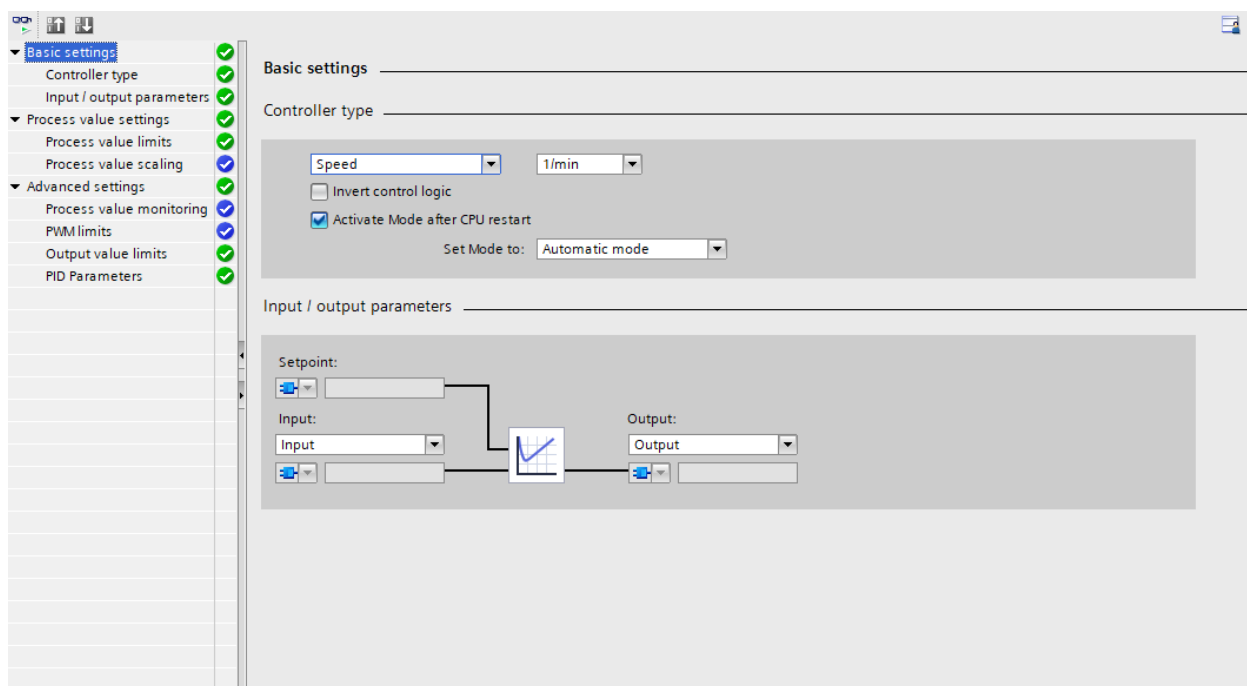 Basic settings
Controller type
Input / output parameters
Process value settings
Process value limits
Process value scaling
Advanced settings
Process value monitoring
PWM limits
Output value limits
PID Parameters
Basic settings
Controller type
Speed
1/min
Invert control logic
Activate Mode after CPU restart
Set Mode to:
Automatic mode
Input / output parameters
Setpoint:
Input:
Output:
Input
Output